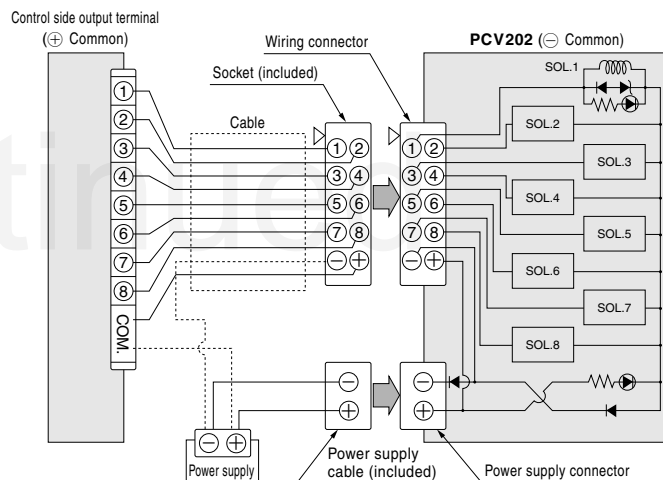 Control side output terminal
(⊕ Common)
Wiring connector
PCV202 (⊖ Common)
Socket (included)
SOL.1
Cable
① 
②
③
④
⑤
⑥
⑦
⑧
COM.
①②
③④
⑤⑥
⑦⑧
⊖⊕
①②
③④
⑤⑥
⑦⑧
⊖⊕
SOL.2
SOL.3
SOL.4
SOL.5
SOL.6
SOL.7
SOL.8
tinued
⊖
⊕
⊖
⊕
⊖ ⊕
Power supply
Power supply
cable (included)
Power supply connector